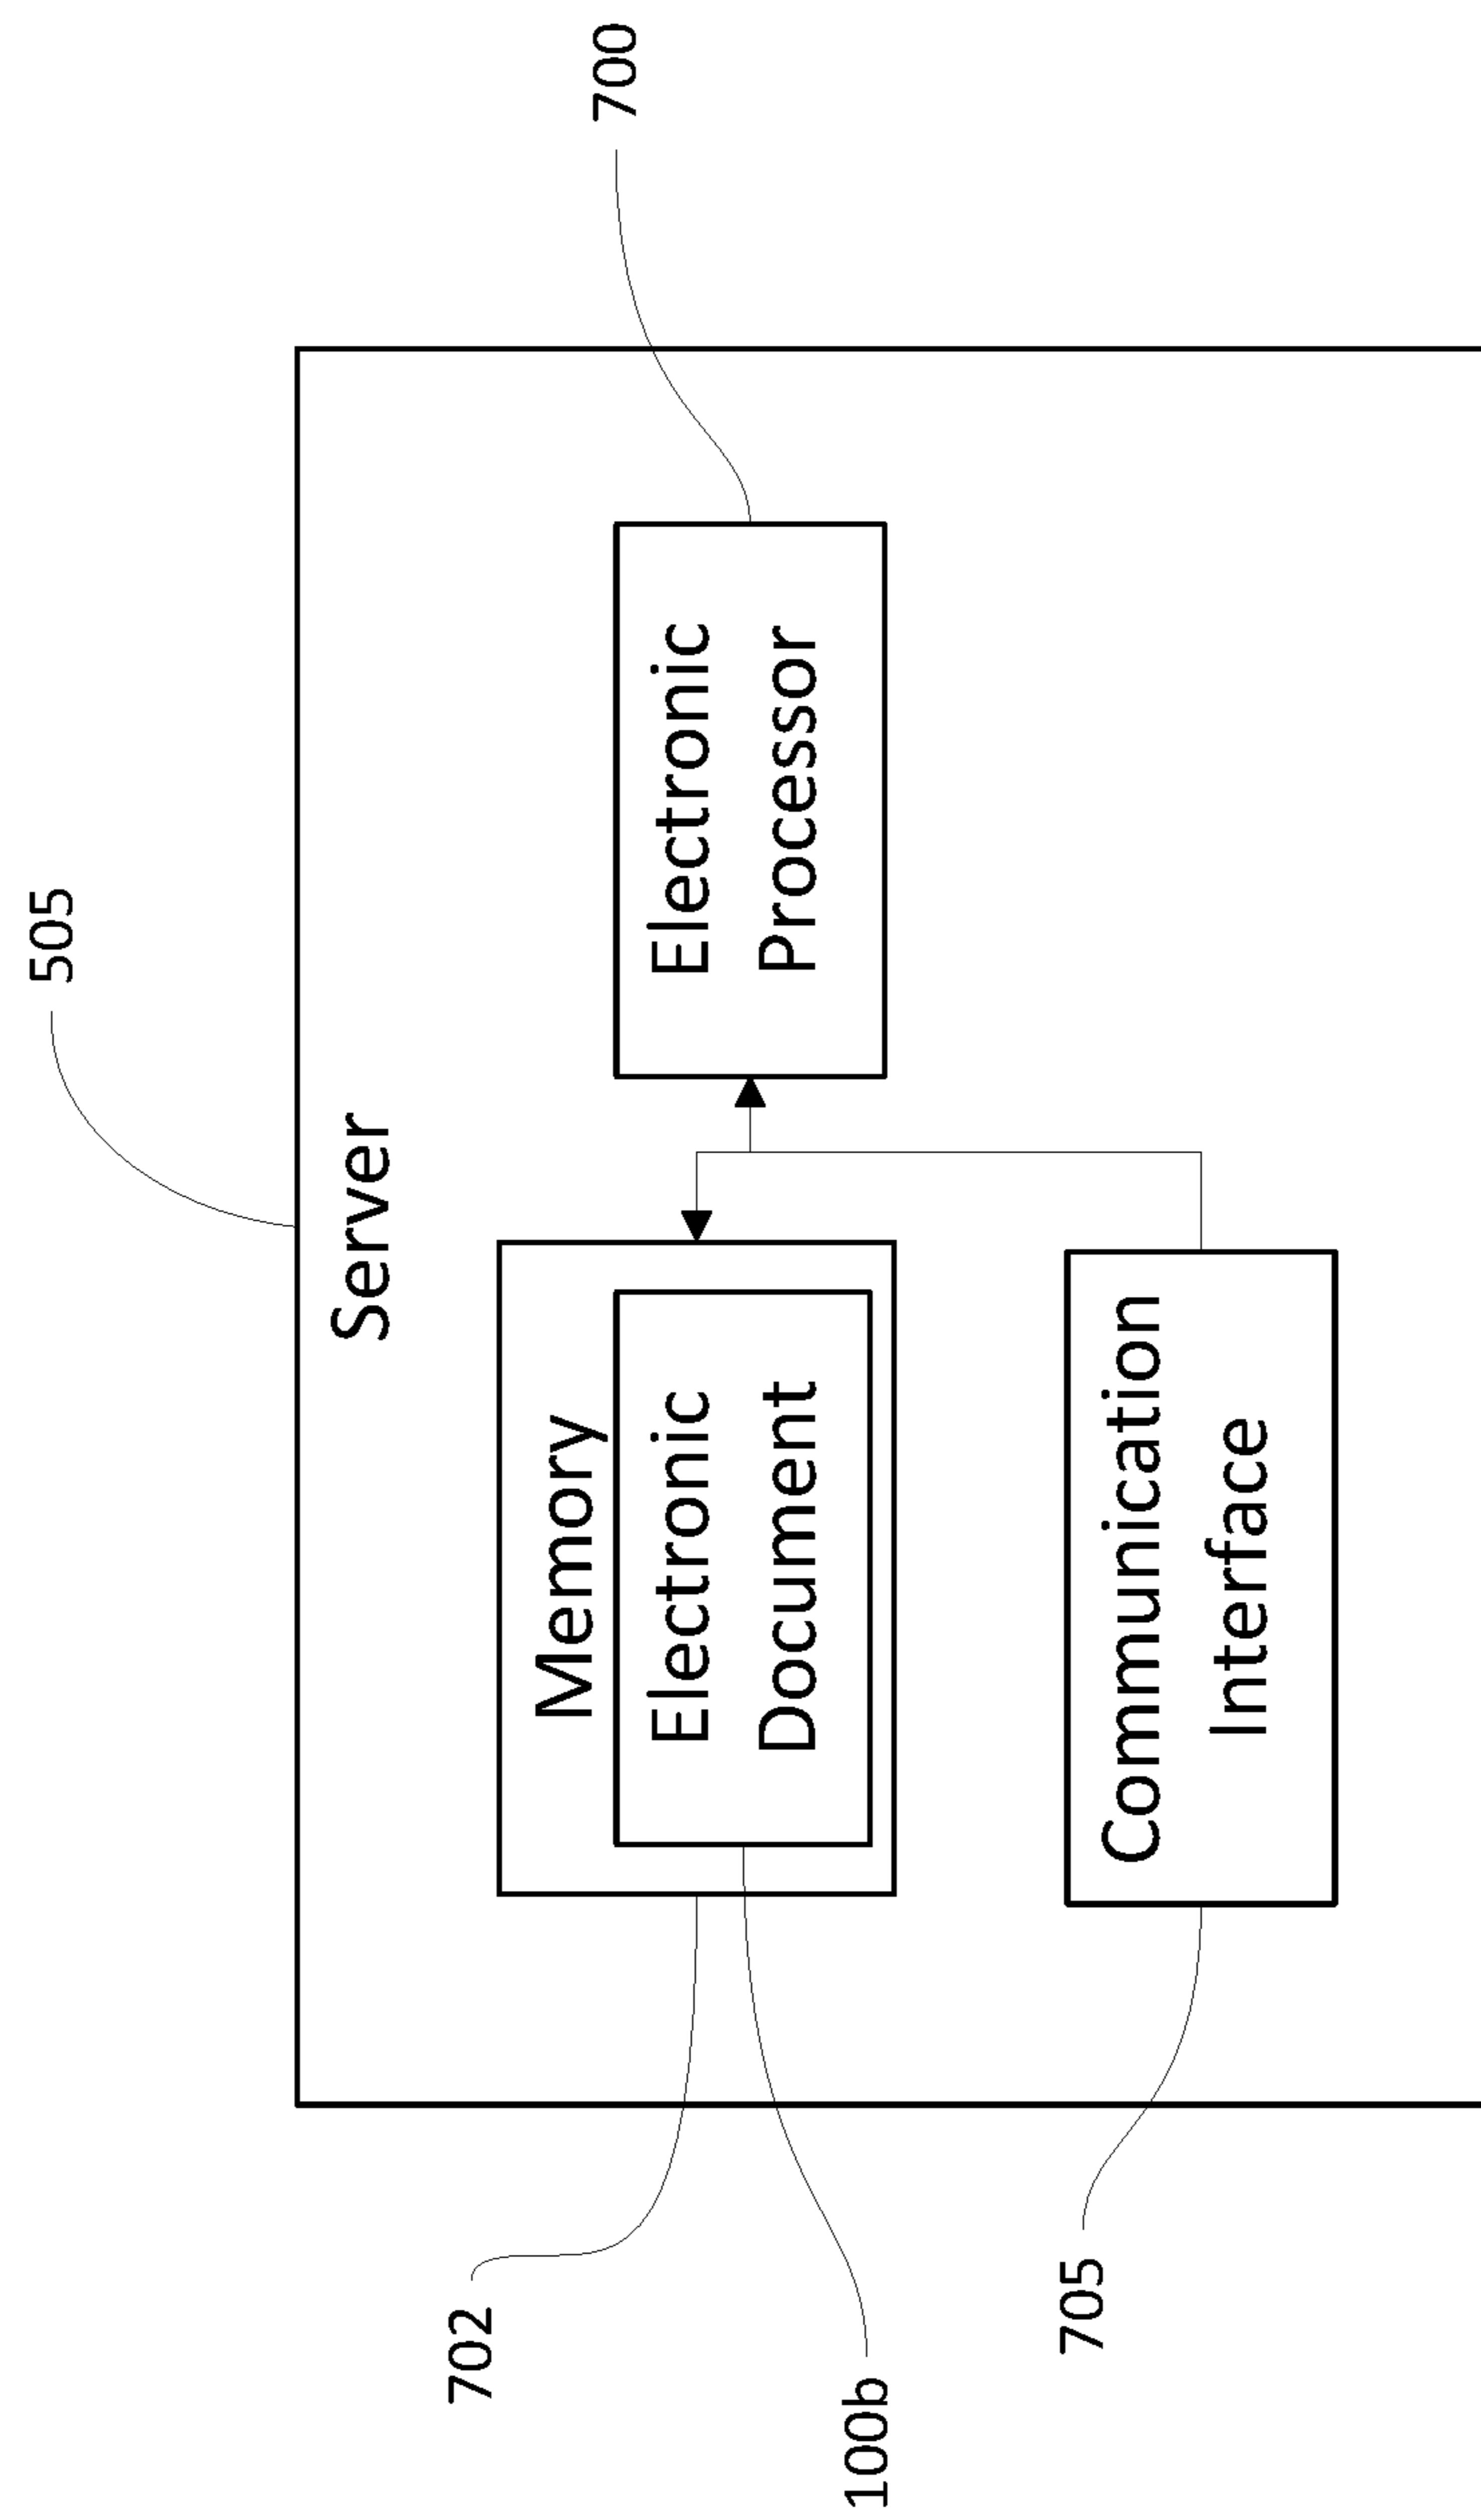 505
Server
700
702
Memory
Electronic
Document
Electronic
Processor
100b
Communication
Interface
705